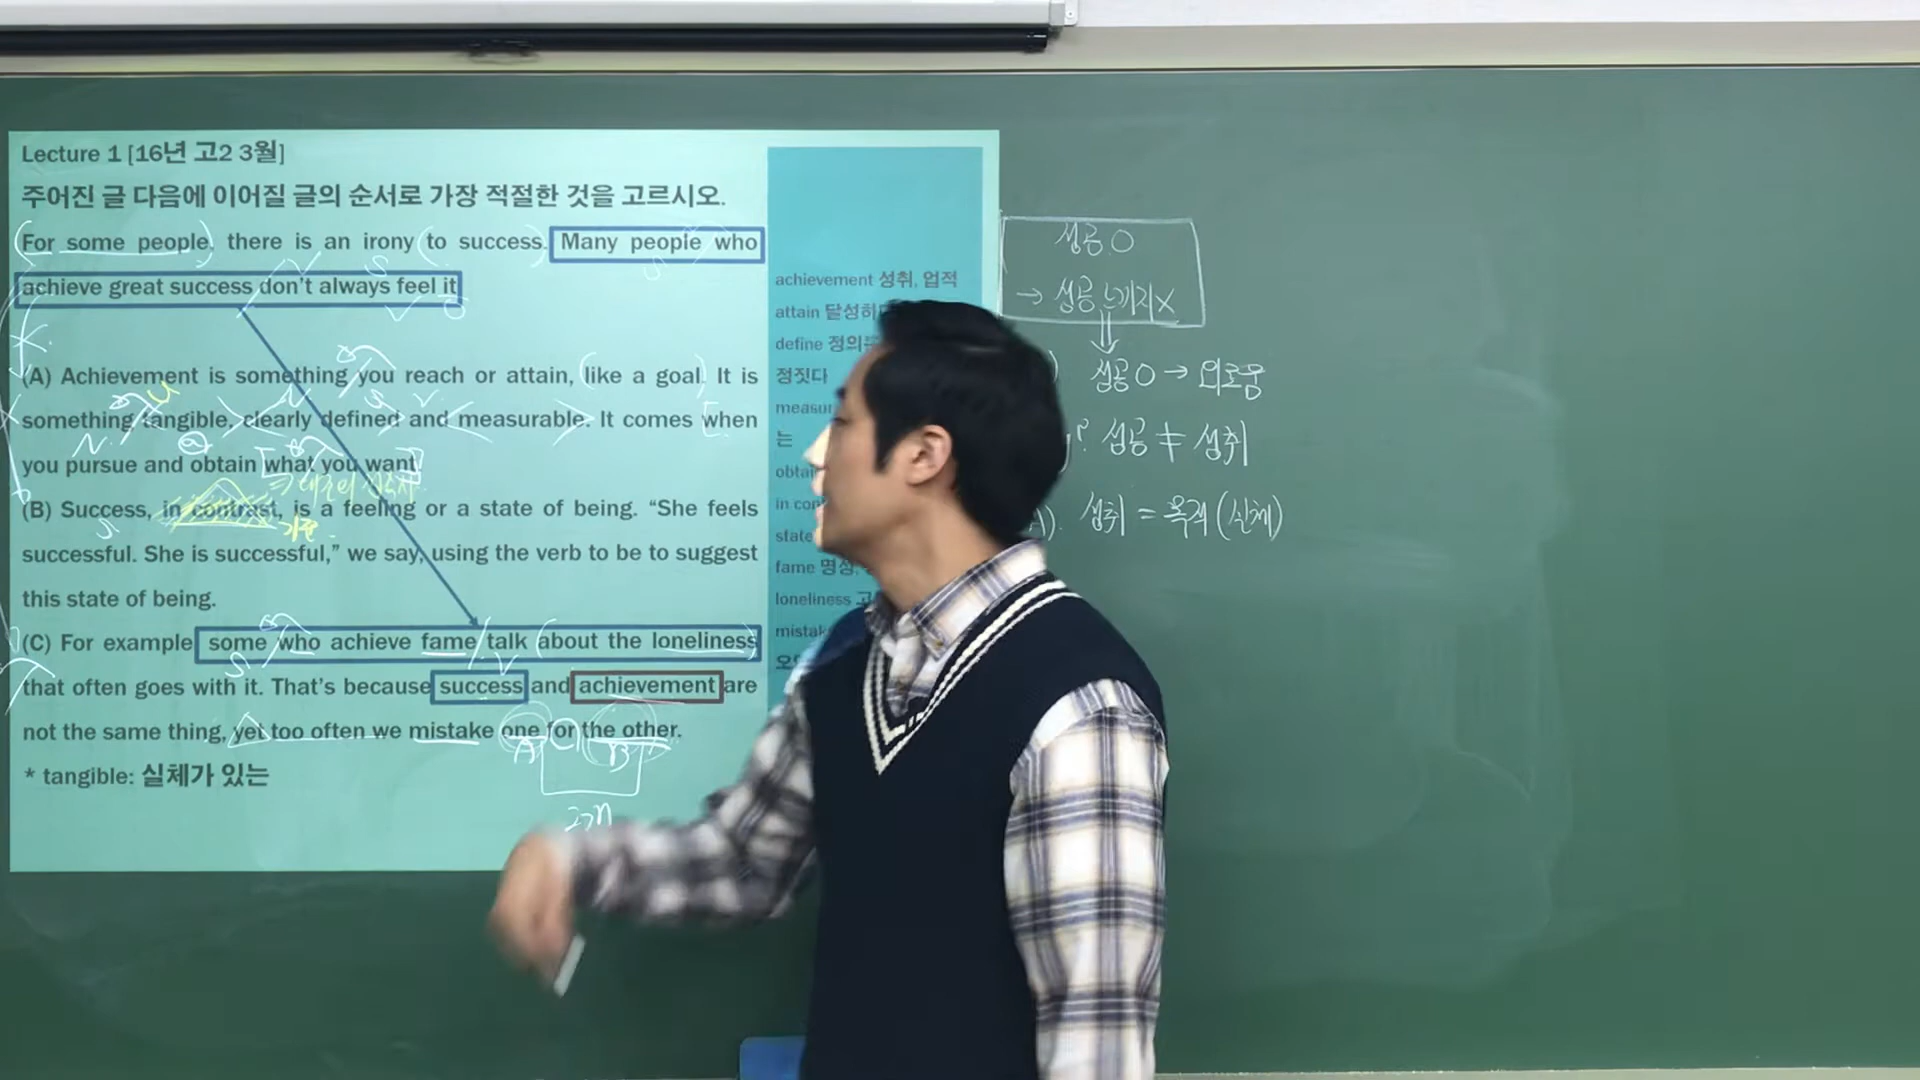 Lecture 1 [16년 고2 3월]
주어진 글 다음에 이어질 글의 순서로 가장 적절한 것을 고르시오.
(For some people), there is an irony (to success). Many people who
achieve great success don't always feel it
(A) Achievement is something you reach or attain, (like a goal). It is
something tangible, clearly defined and measurable. It comes when
you pursue and obtain what you want.
(B) Success, in contrast, is a feeling or a state of being. “She feels
successful. She is successful,” we say, using the verb to be to suggest
this state of being.
(C) For example some who achieve fame talk about the loneliness
that often goes with it. That's because success and achievement are
not the same thing, yet too often we mistake one for the other.
* tangible: 실체가 있는
achievement 성취, 업적
attain 달성하
define 정의
정짓다
measur
는
obtai
in con
state
fame 명성,
loneliness 고
mistak
오
성공 O
→ 성공 느끼지 X
성공 O → 외로움
? 성공 ≠ 성취
A). 성취 = 목적 (실체)
A
B